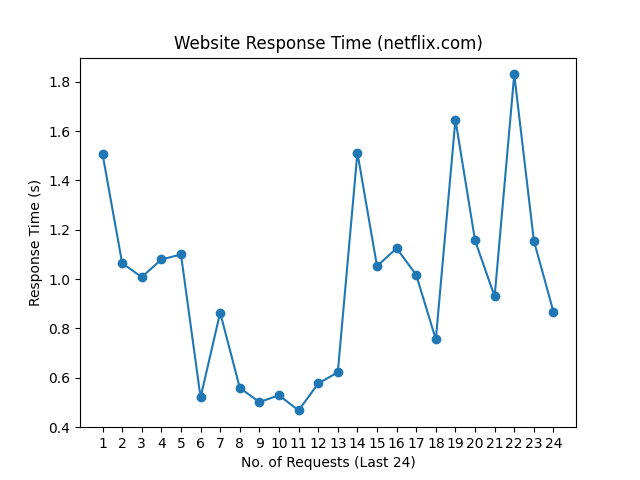 Website Response Time (netflix.com)
1.8
1.6
1.4
1.2
1.0
0.8
0.6
0.4
Response Time (s)
1 2 3 4 5 6 7 8 9 10 11 12 13 14 15 16 17 18 19 20 21 22 23 24
No. of Requests (Last 24)